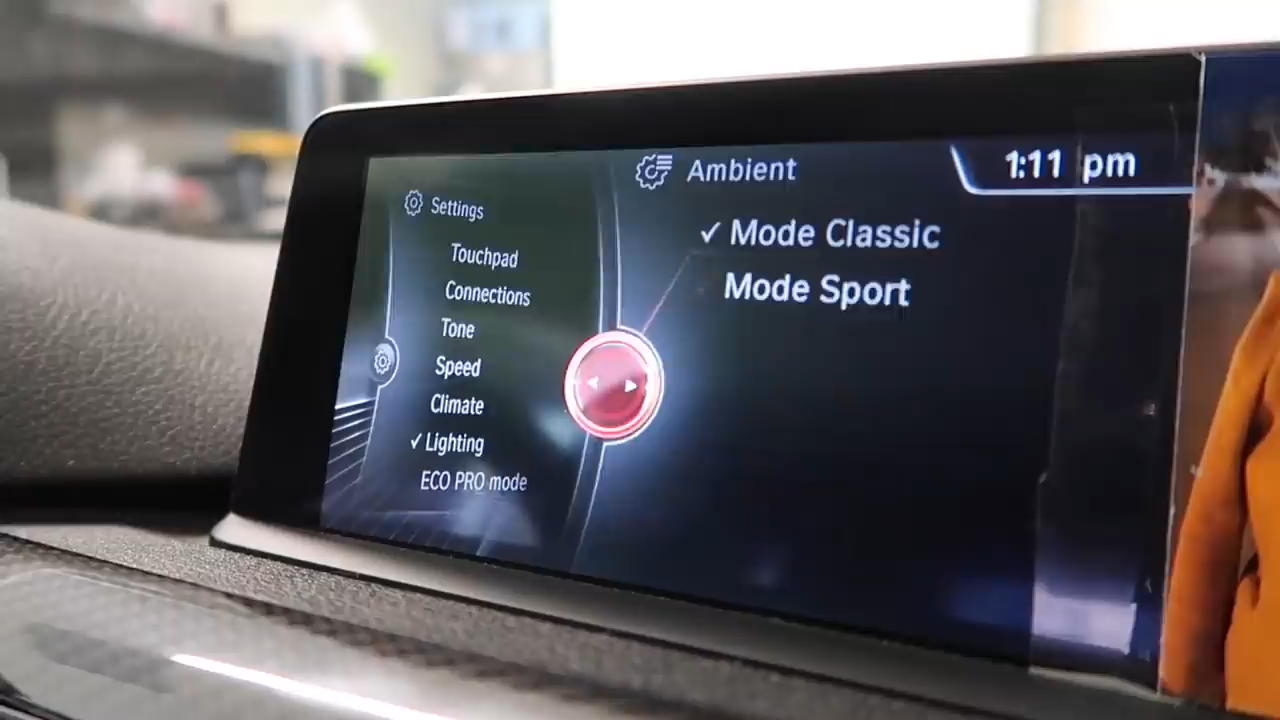 Settings
Touchpad
Connections
Tone
Speed
Climate
✓ Lighting
ECO PRO mode
Ambient
✓ Mode Classic
Mode Sport
1:11 pm